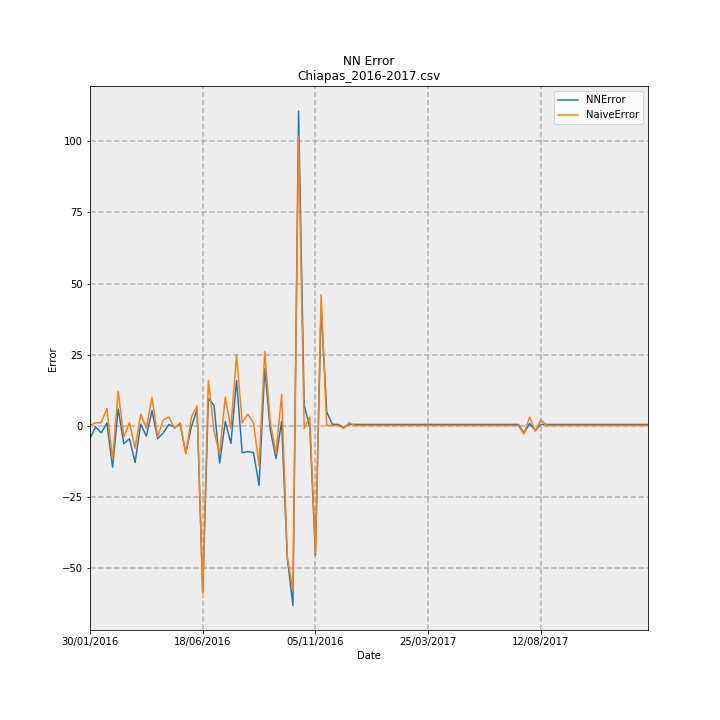 NN Error
Chiapas_2016-2017.csv
NNError
NaiveError
100
75
50
25
0
−25
−50
Error
30/01/2016 18/06/2016 05/11/2016 25/03/2017 12/08/2017
Date